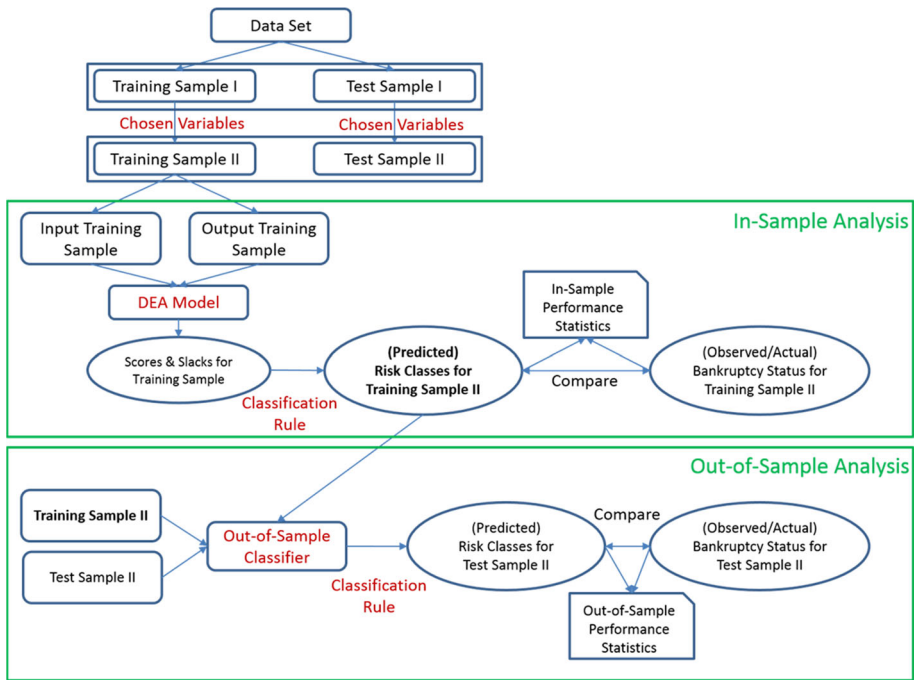 Data Set
Training Sample I
Test Sample I
Chosen Variables
Chosen Variables
Training Sample II
Test Sample II
In-Sample Analysis
Input Training
Sample
Output Training
Sample
DEA Model
In-Sample
Performance
Statistics
Scores & Slacks for
Training Sample
(Predicted)
Risk Classes for
Training Sample II
Compare
(Observed/Actual)
Bankruptcy Status for
Training Sample II
Classification
Rule
Out-of-Sample Analysis
Training Sample II
Test Sample II
Out-of-Sample
Classifier
Classification
Rule
(Predicted)
Risk Classes for
Test Sample II
Compare
(Observed/Actual)
Bankruptcy Status for
Test Sample II
Out-of-Sample
Performance
Statistics